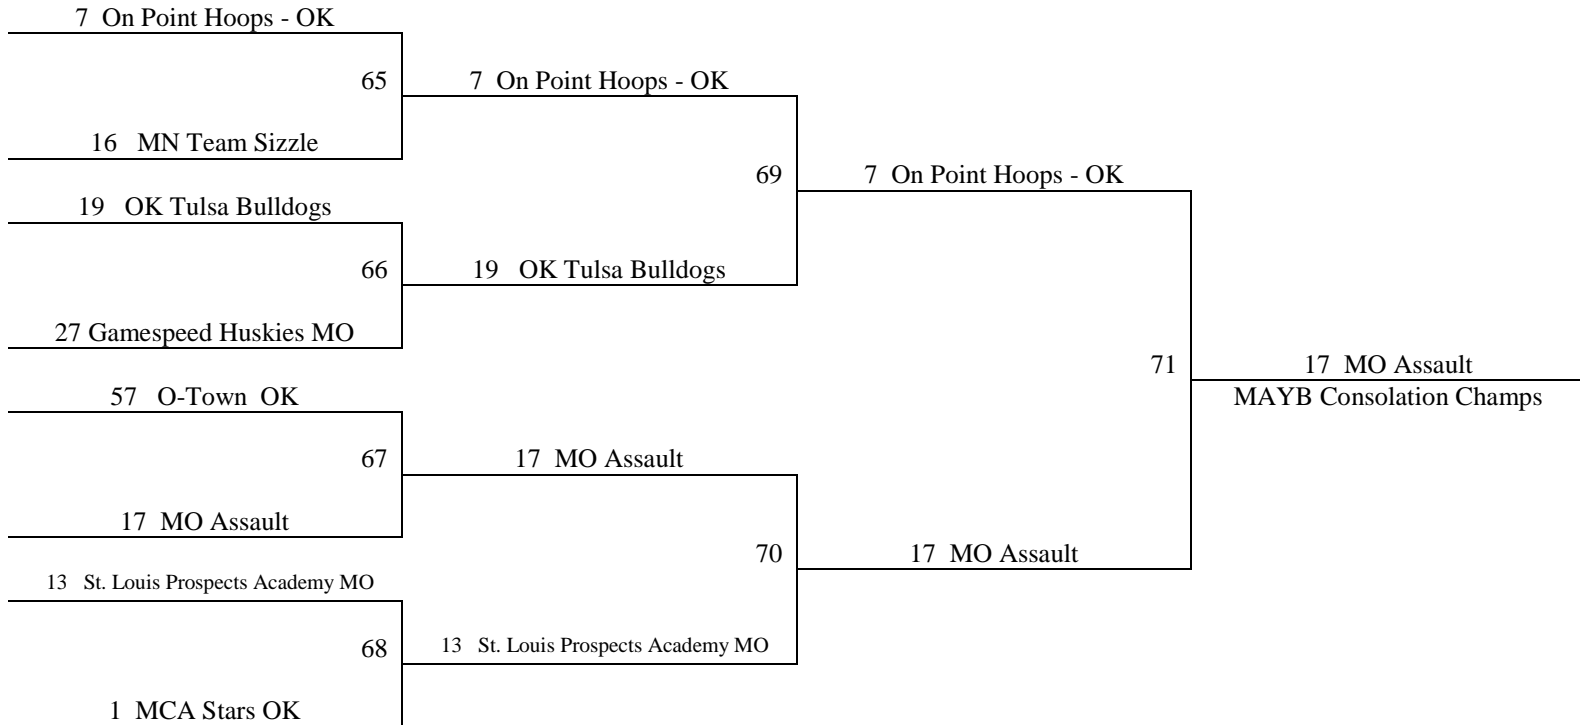 7 On Point Hoops - OK
65
7 On Point Hoops - OK
16 MN Team Sizzle
69
7 On Point Hoops - OK
19 OK Tulsa Bulldogs
66
19 OK Tulsa Bulldogs
27 Gamespeed Huskies MO
71
17 MO Assault
MAYB Consolation Champs
57 O-Town OK
67
17 MO Assault
17 MO Assault
70
17 MO Assault
13 St. Louis Prospects Academy MO
68
13 St. Louis Prospects Academy MO
1 MCA Stars OK